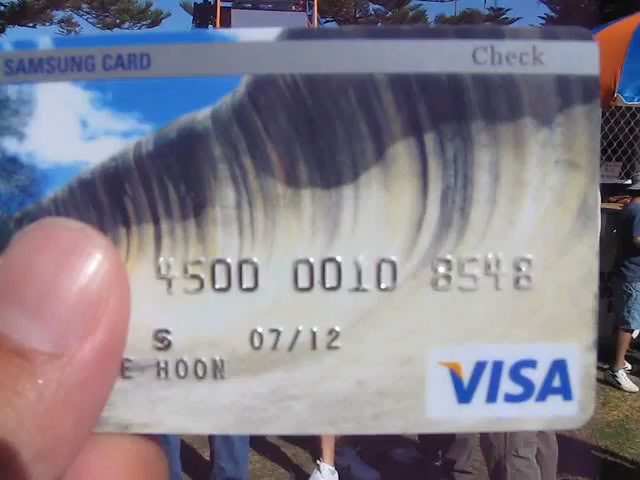 SAMSUNG CARD Check
4500 0010 8548
S 07/12
E HOON
VISA